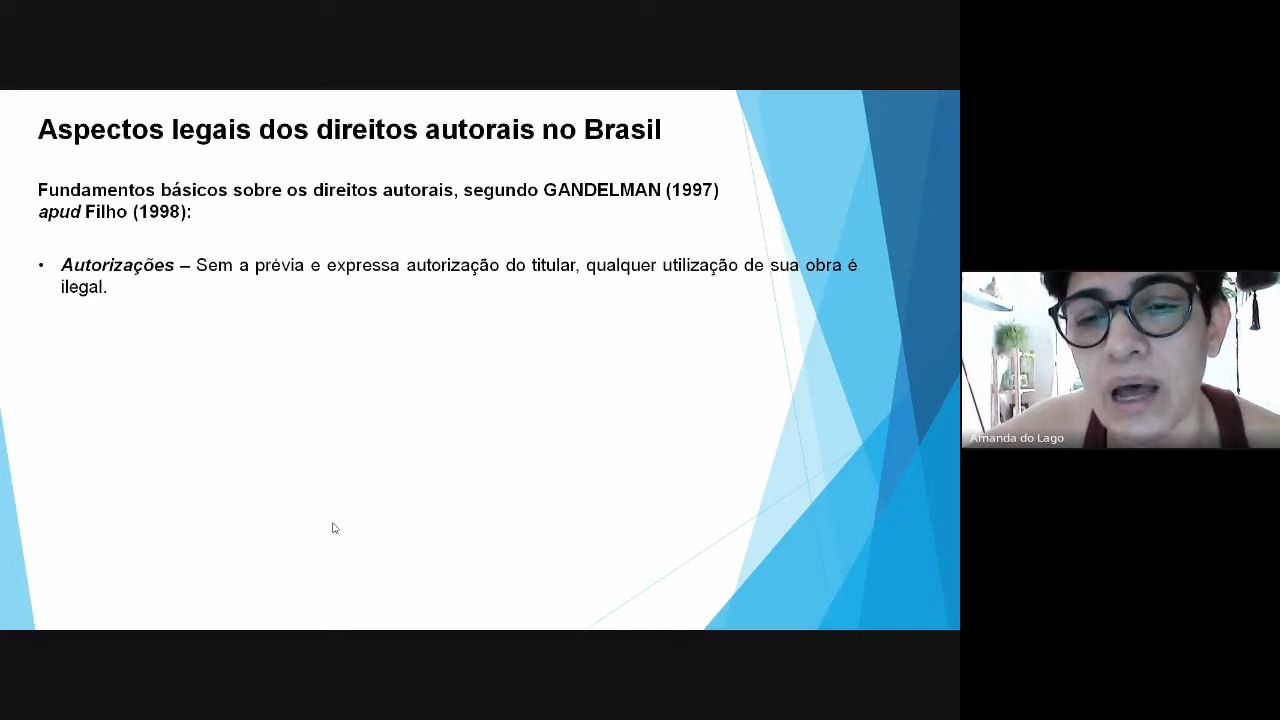 Aspectos legais dos direitos autorais no Brasil
Fundamentos básicos sobre os direitos autorais, segundo GANDELMAN (1997)
apud Filho (1998):
• Autorizações – Sem a prévia e expressa autorização do titular, qualquer utilização de sua obra é
ilegal.
Amanda do Lago